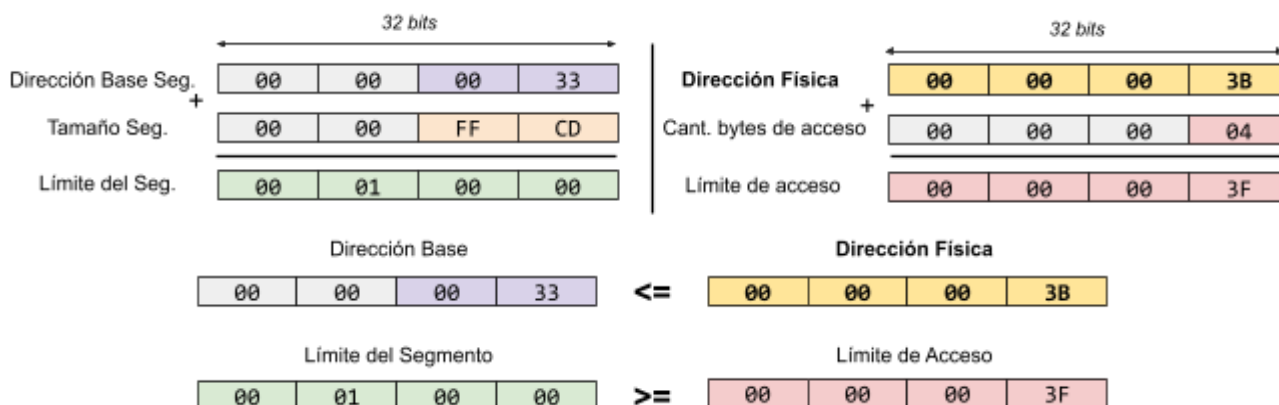 32 bits
Dirección Base Seg. 00 00 00 33
+
Tamaño Seg. 00 00 FF CD
Límite del Seg. 00 01 00 00
32 bits
Dirección Física 00 00 00 3B
+
Cant. bytes de acceso 00 00 00 04
Límite de acceso 00 00 00 3F
Dirección Base Dirección Física
00 00 00 33 <= 00 00 00 3B
Límite del Segmento Límite de Acceso
00 01 00 00 >= 00 00 00 3F